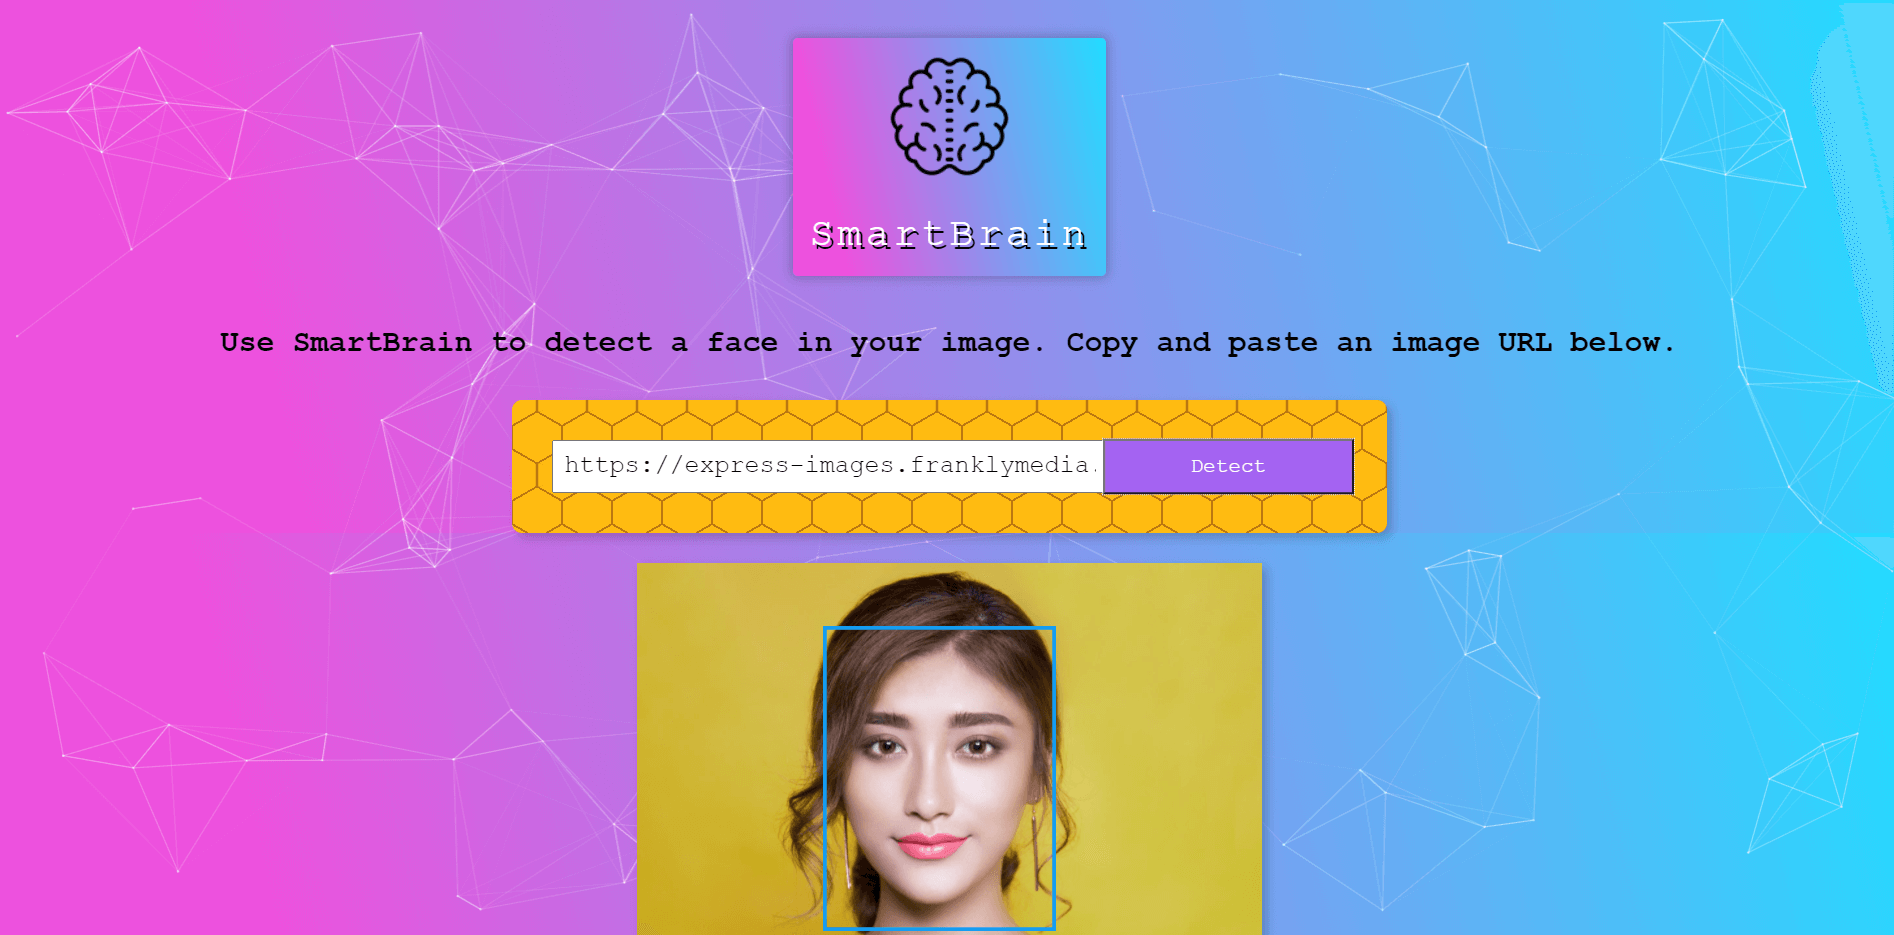 SmartBrain
Use SmartBrain to detect a face in your image. Copy and paste an image URL below.
https://express-images.franklymedia.
Detect